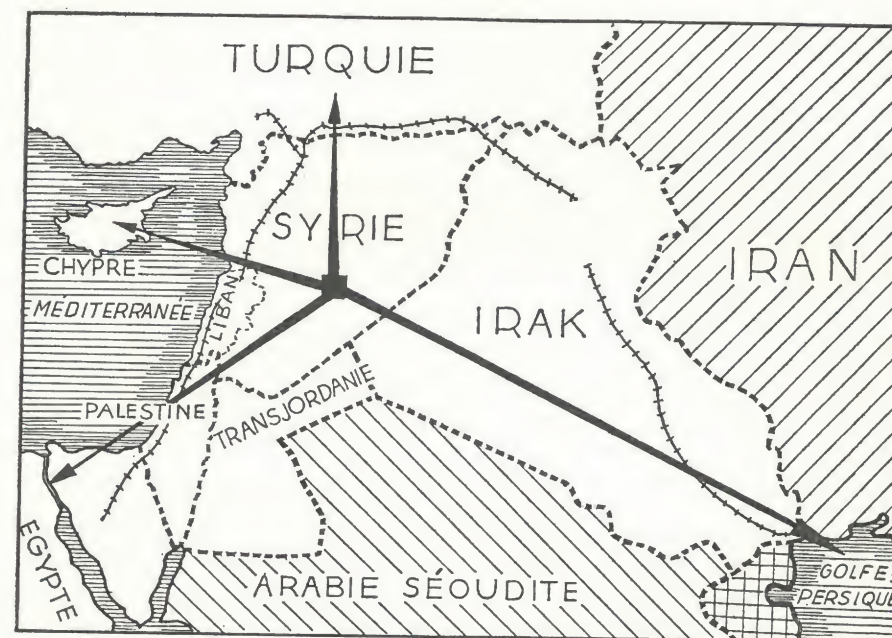 TURQUIE
SYRIE
CHYPRE
MÉDITERRANÉE
LIBAN
IRAK
IRAN
PALESTINE
TRANSJORDANIE
EGYPTE
ARABIE SÉOUDITE
GOLFE
PERSIQUE